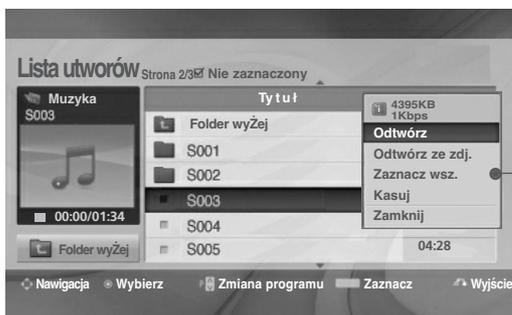 Lista utworów Strona 2/3 Nie zaznaczony
Muzyka
S003
00:00/01:34
Folder wyŻej
Tytuł
Folder wyŻej
S001
S002
S003
S004
S005
04:28
4395KB
1Kbps
Odtwórz
Odtwórz ze zdj.
Zaznacz wsz.
Kasuj
Zamknij
Nawigacja Wybierz Zmiana programu Zaznacz Wyjście